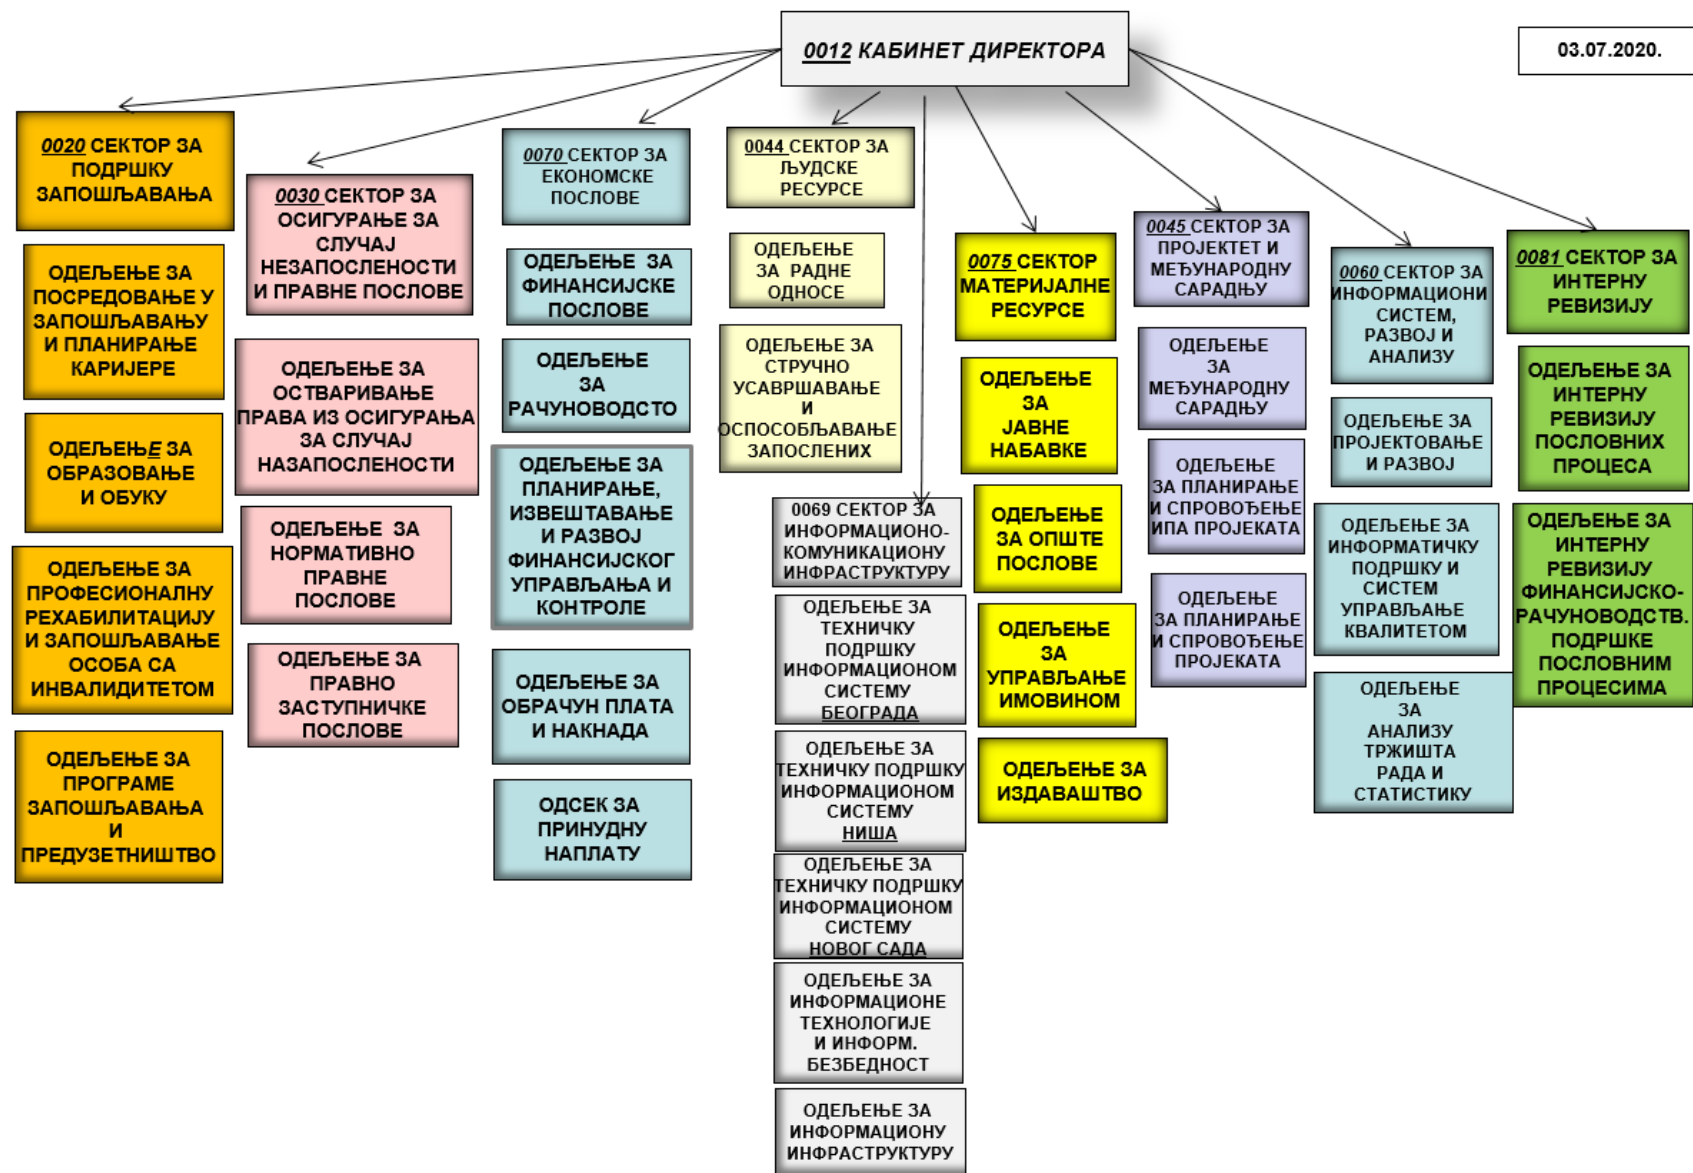 0012 КАБИНЕТ ДИРЕКТОРА
03.07.2020.
0020 СЕКТОР ЗА
ПОДРШКУ
ЗАПОШЉАВАЊА
ОДЕЉЕЊЕ ЗА
ПОСРЕДОВАЊЕ У
ЗАПОШЉАВАЊУ
И ПЛАНИРАЊЕ
КАРИЈЕРЕ
ОДЕЉЕЊЕ ЗА
ОБРАЗОВАЊЕ
И ОБУКУ
ОДЕЉЕЊЕ ЗА
ПРОФЕСИОНАЛНУ
РЕХАБИЛИТАЦИЈУ
И ЗАПОШЉАВАЊЕ
ОСОБА СА
ИНВАЛИДИТЕТОМ
ОДЕЉЕЊЕ ЗА
ПРОГРАМЕ
ЗАПОШЉАВАЊА
И
ПРЕДУЗЕТНИШТВО
0030 СЕКТОР ЗА
ОСИГУРАЊЕ ЗА
СЛУЧАЈ
НЕЗАПОСЛЕНОСТИ
И ПРАВНЕ ПОСЛОВЕ
ОДЕЉЕЊЕ ЗА
ОСТВАРИВАЊЕ
ПРАВА ИЗ ОСИГУРАЊА
ЗА СЛУЧАЈ
НАЗАПОСЛЕНОСТИ
ОДЕЉЕЊЕ ЗА
НОРМАТИВНО
ПРАВНЕ
ПОСЛОВЕ
ОДЕЉЕЊЕ ЗА
ПРАВНО
ЗАСТУПНИЧКЕ
ПОСЛОВЕ
0070 СЕКТОР ЗА
ЕКОНОМСКЕ
ПОСЛОВЕ
ОДЕЉЕЊЕ ЗА
ФИНАНСИЈСКЕ
ПОСЛОВЕ
ОДЕЉЕЊЕ
ЗА
РАЧУНОВОДСТО
ОДЕЉЕЊЕ ЗА
ПЛАНИРАЊЕ,
ИЗВЕШТАВАЊЕ
И РАЗВОЈ
ФИНАНСИЈСКОГ
УПРАВЉАЊА И
КОНТРОЛЕ
ОДЕЉЕЊЕ ЗА
ОБРАЧУН ПЛАТА
И НАКНАДА
ОДСЕК ЗА
ПРИНУДНУ
НАПЛАТУ
0044 СЕКТОР ЗА
ЉУДСКЕ
РЕСУРСЕ
ОДЕЉЕЊЕ
ЗА РАДНЕ
ОДНОСЕ
ОДЕЉЕЊЕ ЗА
СТРУЧНО
УСАВРШАВАЊЕ
И
ОСПОСОБЉАВАЊЕ
ЗАПОСЛЕНИХ
0069 СЕКТОР ЗА
ИНФОРМАЦИОНО-
КОМУНИКАЦИОНУ
ИНФРАСТРУКТУРУ
ОДЕЉЕЊЕ ЗА
ТЕХНИЧКУ
ПОДРШКУ
ИНФОРМАЦИОНОМ
СИСТЕМУ
БЕОГРАДА
ОДЕЉЕЊЕ ЗА
ТЕХНИЧКУ ПОДРШКУ
ИНФОРМАЦИОНОМ
СИСТЕМУ
НИША
ОДЕЉЕЊЕ ЗА
ТЕХНИЧКУ ПОДРШКУ
ИНФОРМАЦИОНОМ
СИСТЕМУ
НОВОГ САДА
ОДЕЉЕЊЕ ЗА
ИНФОРМАЦИОНЕ
ТЕХНОЛОГИЈЕ
И ИНФОРМ.
БЕЗБЕДНОСТ
ОДЕЉЕЊЕ ЗА
ИНФОРМАЦИОНУ
ИНФРАСТРУКТУРУ
0075 СЕКТОР
МАТЕРИЈАЛНЕ
РЕСУРСЕ
ОДЕЉЕЊЕ
ЗА
ЈАВНЕ
НАБАВКЕ
ОДЕЉЕЊЕ
ЗА ОПШТЕ
ПОСЛОВЕ
ОДЕЉЕЊЕ
ЗА
УПРАВЉАЊЕ
ИМОВИНОМ
ОДЕЉЕЊЕ ЗА
ИЗДАВАШТВО
0045 СЕКТОР ЗА
ПРОЈЕКТЕТ И
МЕЂУНАРОДНУ
САРАДЊУ
ОДЕЉЕЊЕ
ЗА
МЕЂУНАРОДНУ
САРАДЊУ
ОДЕЉЕЊЕ
ЗА ПЛАНИРАЊЕ
И СПРОВОЂЕЊЕ
ИПА ПРОЈЕКАТА
ОДЕЉЕЊЕ
ЗА ПЛАНИРАЊЕ
И СПРОВОЂЕЊЕ
ПРОЈЕКАТА
0060 СЕКТОР ЗА
ИНФОРМАЦИОНИ
СИСТЕМ,
РАЗВОЈ И
АНАЛИЗУ
ОДЕЉЕЊЕ ЗА
ПРОЈЕКТОВАЊЕ
И РАЗВОЈ
ОДЕЉЕЊЕ ЗА
ИНФОРМАТИЧКУ
ПОДРШКУ И
СИСТЕМ
УПРАВЉАЊЕ
КВАЛИТЕТОМ
ОДЕЉЕЊЕ
ЗА
АНАЛИЗУ
ТРЖИШТА
РАДА И
СТАТИСТИКУ
0081 СЕКТОР ЗА
ИНТЕРНУ
РЕВИЗИЈУ
ОДЕЉЕЊЕ ЗА
ИНТЕРНУ
РЕВИЗИЈУ
ПОСЛОВНИХ
ПРОЦЕСА
ОДЕЉЕЊЕ ЗА
ИНТЕРНУ
РЕВИЗИЈУ
ФИНАНСИЈСКО-
РАЧУНОВОДСТВ.
ПОДРШКЕ
ПОСЛОВНИМ
ПРОЦЕСИМА